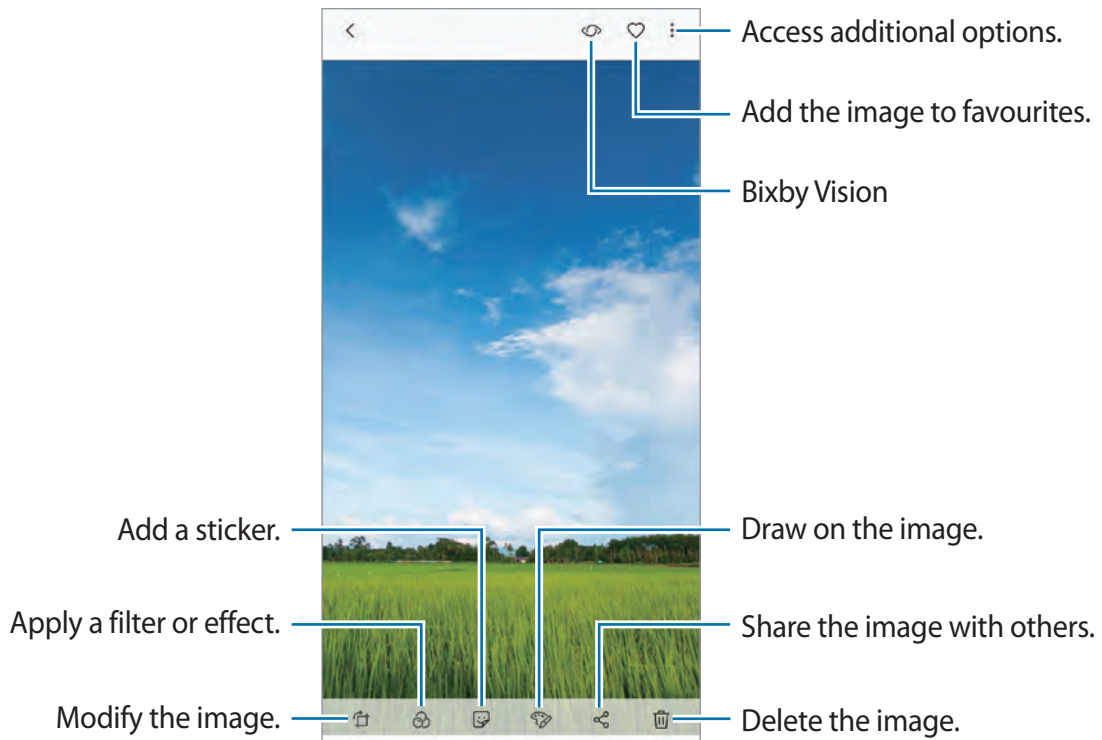 Access additional options.
Add the image to favourites.
Bixby Vision
Add a sticker.
Draw on the image.
Apply a filter or effect.
Share the image with others.
Modify the image.
Delete the image.